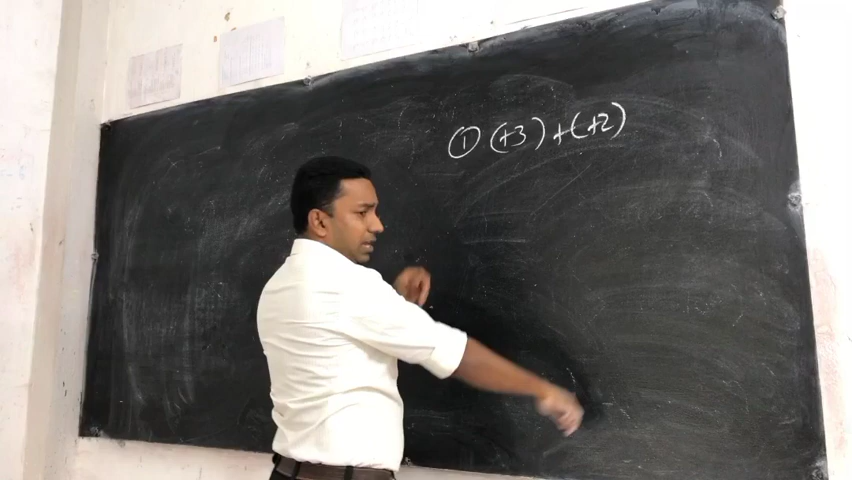 ① (+3) + (+2)